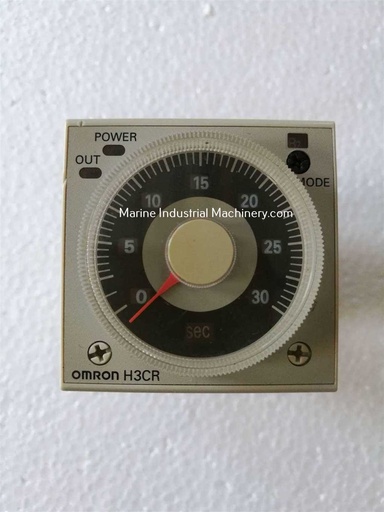 POWER
OUT
MODE
15
10 20
Marine Industrial Machinery.com
5 25
0 30
sec
OMRON H3CR